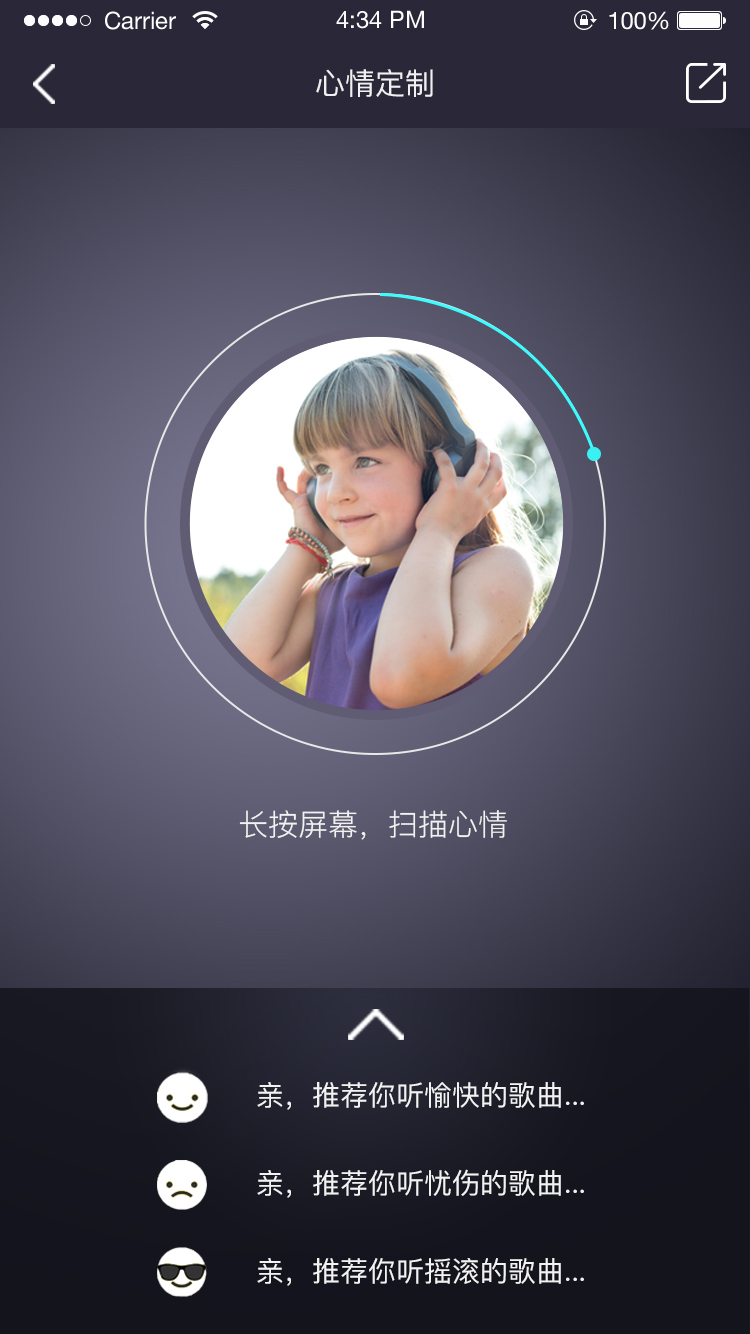 Carrier 4:34 PM 100%
心情定制
长按屏幕，扫描心情
亲，推荐你听愉快的歌曲...
亲，推荐你听忧伤的歌曲...
亲，推荐你听摇滚的歌曲...